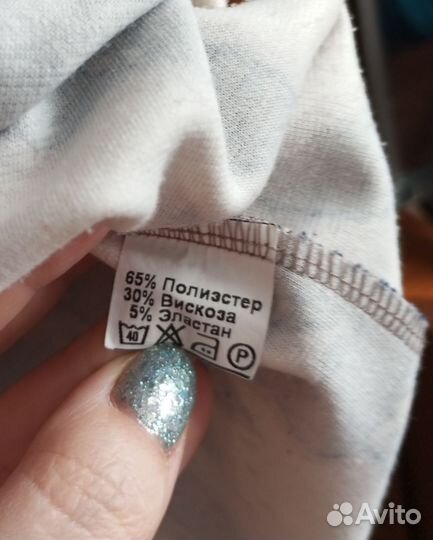 65% Полиэстер
30% Вискоза
5% Эластан
40 P
Avito